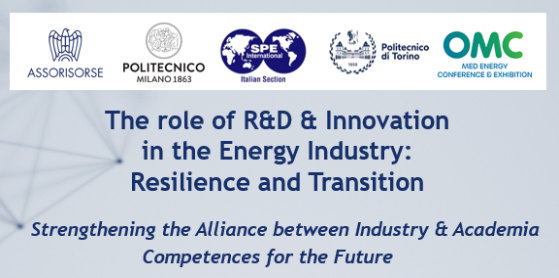 ASSORISORSE
POLITECNICO
MILANO 1863
SPE
International
Italian Section
Politecnico
di Torino
1859
OMC
MED ENERGY
CONFERENCE & EXHIBITION
The role of R&D & Innovation
in the Energy Industry:
Resilience and Transition
Strengthening the Alliance between Industry & Academia
Competences for the Future